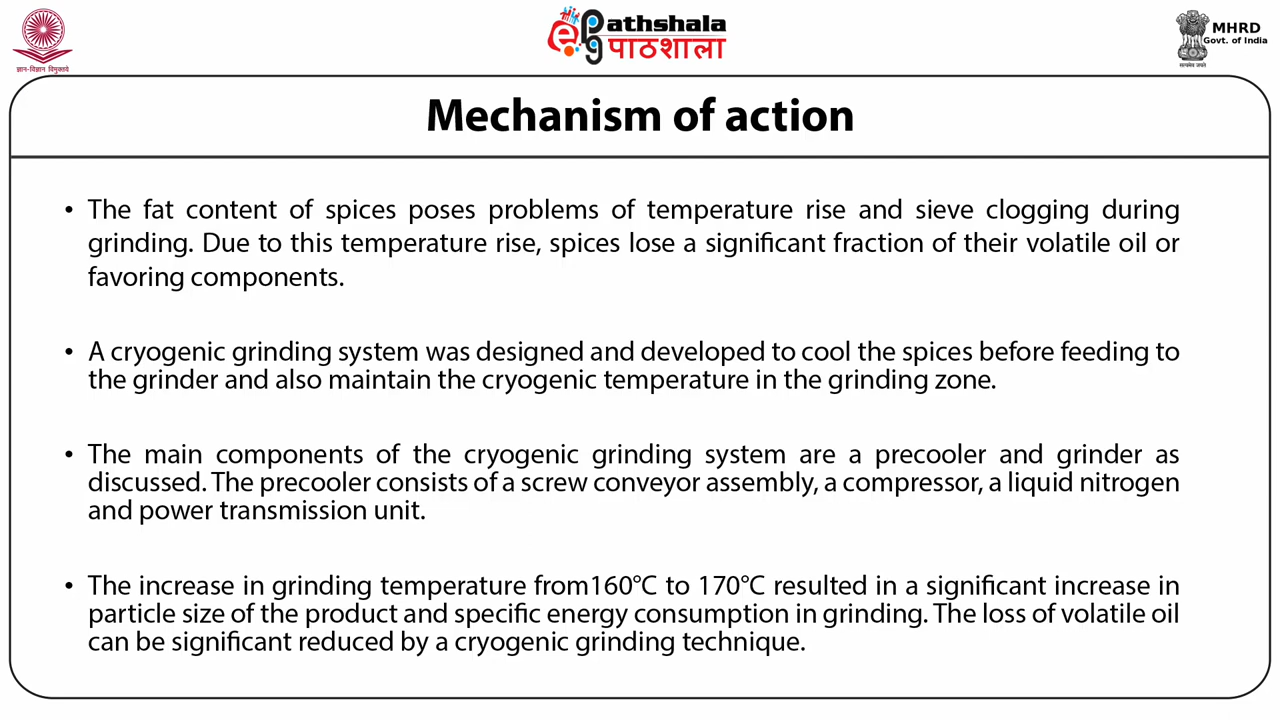 ज्ञान-विज्ञान विमुक्तये
ePG Pathshala
पाठशाला
MHRD
Govt. of India
सत्यमेव जयते
Mechanism of action
• The fat content of spices poses problems of temperature rise and sieve clogging during
grinding. Due to this temperature rise, spices lose a significant fraction of their volatile oil or
favoring components.
• A cryogenic grinding system was designed and developed to cool the spices before feeding to
the grinder and also maintain the cryogenic temperature in the grinding zone.
• The main components of the cryogenic grinding system are a precooler and grinder as
discussed. The precooler consists of a screw conveyor assembly, a compressor, a liquid nitrogen
and power transmission unit.
• The increase in grinding temperature from160°C to 170°C resulted in a significant increase in
particle size of the product and specific energy consumption in grinding. The loss of volatile oil
can be significant reduced by a cryogenic grinding technique.